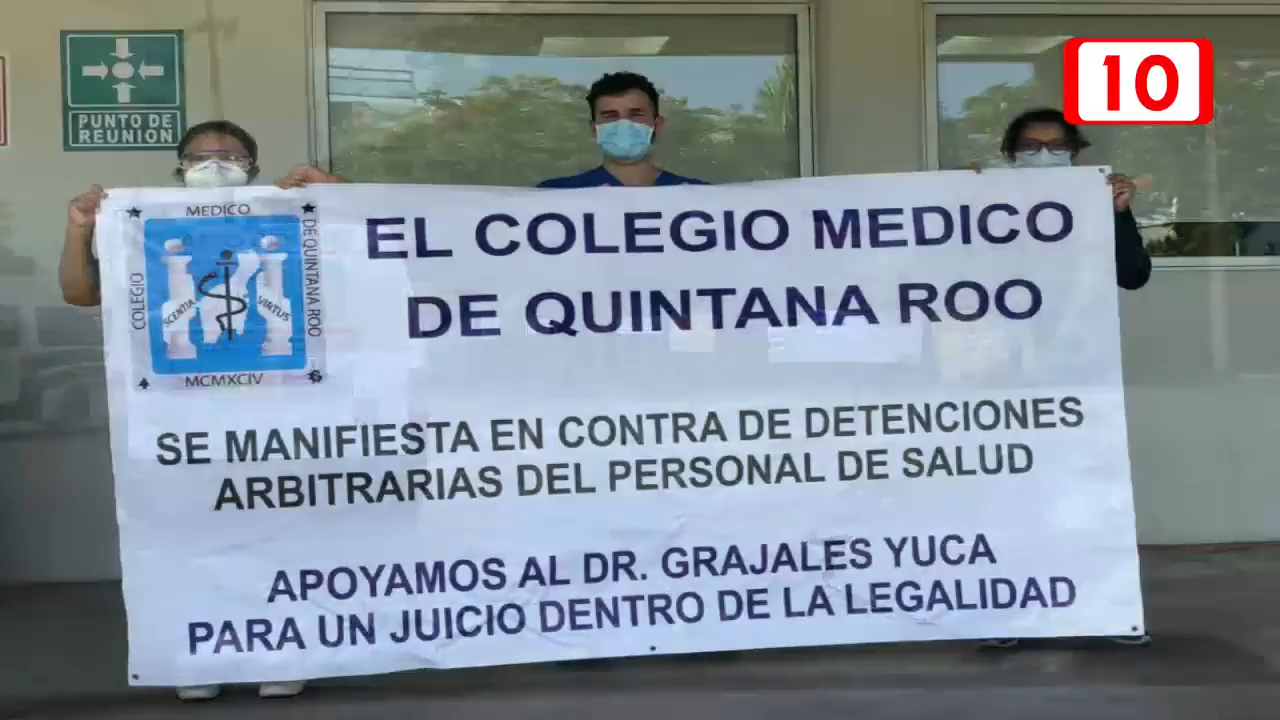 PUNTO DE
REUNION
10
MEDICO
COLEGIO
DE QUINTANA ROO
SCENTIA
VIRTUS
MCMXCIV
EL COLEGIO MEDICO
DE QUINTANA ROO
SE MANIFIESTA EN CONTRA DE DETENCIONES
ARBITRARIAS DEL PERSONAL DE SALUD
APOYAMOS AL DR. GRAJALES YUCA
PARA UN JUICIO DENTRO DE LA LEGALIDAD